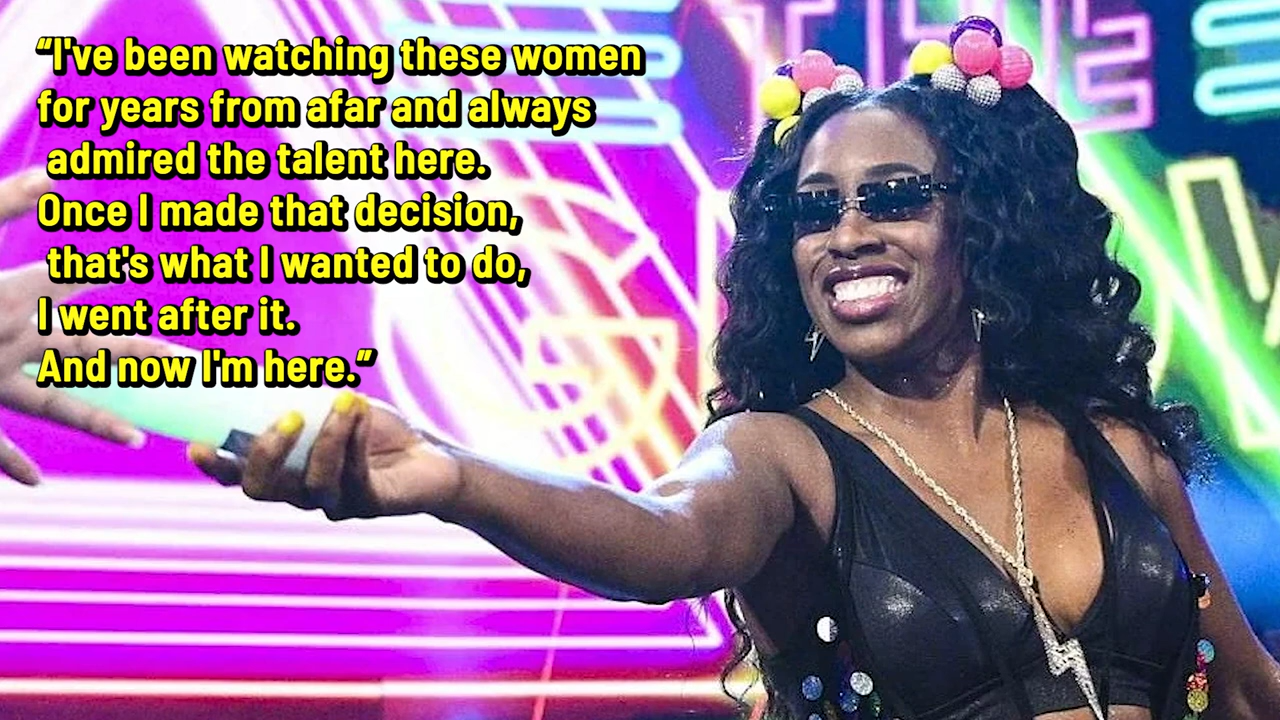 “I've been watching these women
for years from afar and always
admired the talent here.
Once I made that decision,
that's what I wanted to do,
I went after it.
And now I'm here.”
THE